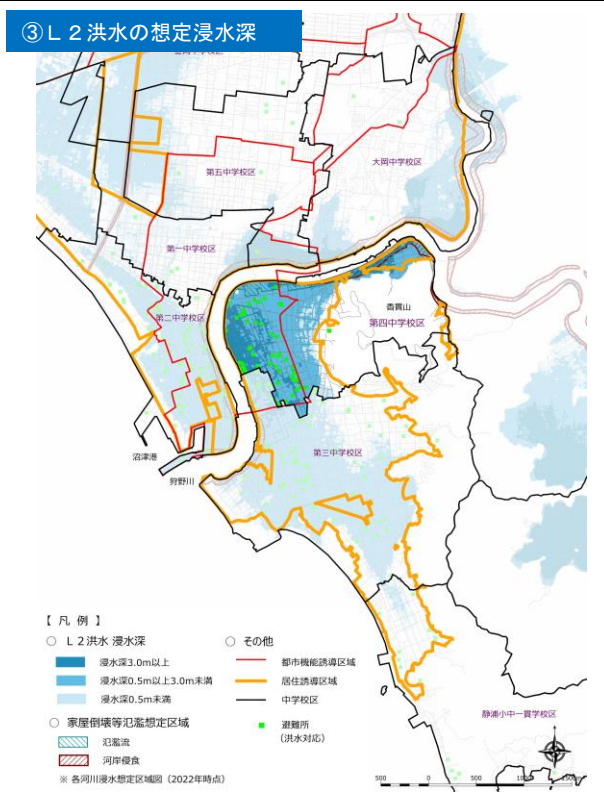 ③Ｌ２洪水の想定浸水深
大岡中学校区
第五中学校区
第一中学校区
第二中学校区
香貫山
第四中学校区
第三中学校区
沼津港
狩野川
静浦小中一貫学校区
【 凡 例 】
○ Ｌ２洪水 浸水深
浸水深3.0m以上
浸水深0.5m以上3.0m未満
浸水深0.5m未満
○ 家屋倒壊等氾濫想定区域
氾濫流
河岸侵食
※ 各河川浸水想定区域図（2022年時点）
○ その他
都市機能誘導区域
居住誘導区域
中学校区
避難所
（洪水対応）
500 0 500 1000 1500m